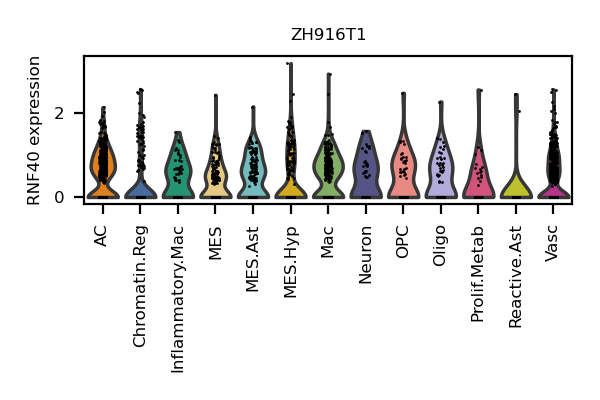 ZH916T1
RNF40 expression
2
0
AC
Chromatin.Reg
Inflammatory.Mac
MES
MES.Ast
MES.Hyp
Mac
Neuron
OPC
Oligo
Prolif.Metab
Reactive.Ast
Vasc